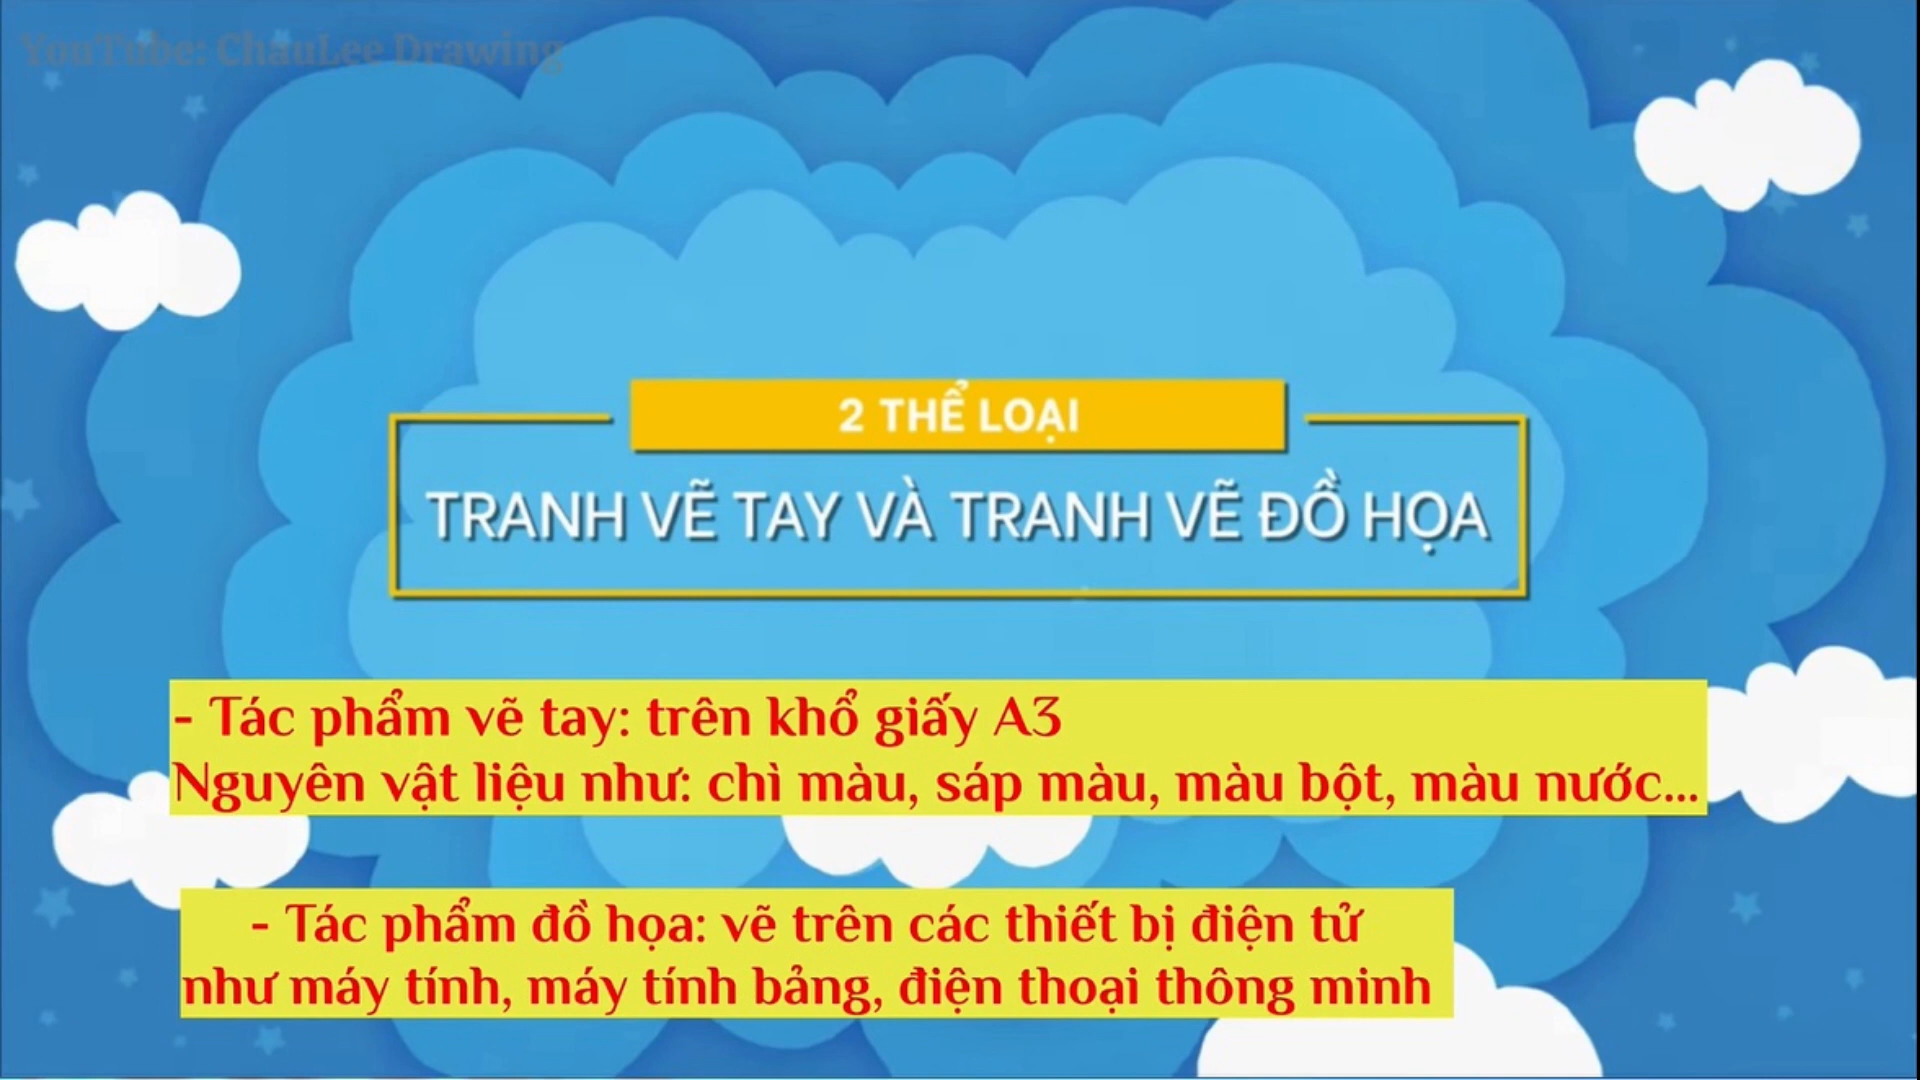 YouTube: ChauLee Drawing
2 THỂ LOẠI
TRANH VẼ TAY VÀ TRANH VẼ ĐỒ HỌA
- Tác phẩm vẽ tay: trên khổ giấy A3
Nguyên vật liệu như: chì màu, sáp màu, màu bột, màu nước...
- Tác phẩm đồ họa: vẽ trên các thiết bị điện tử
như máy tính, máy tính bảng, điện thoại thông minh